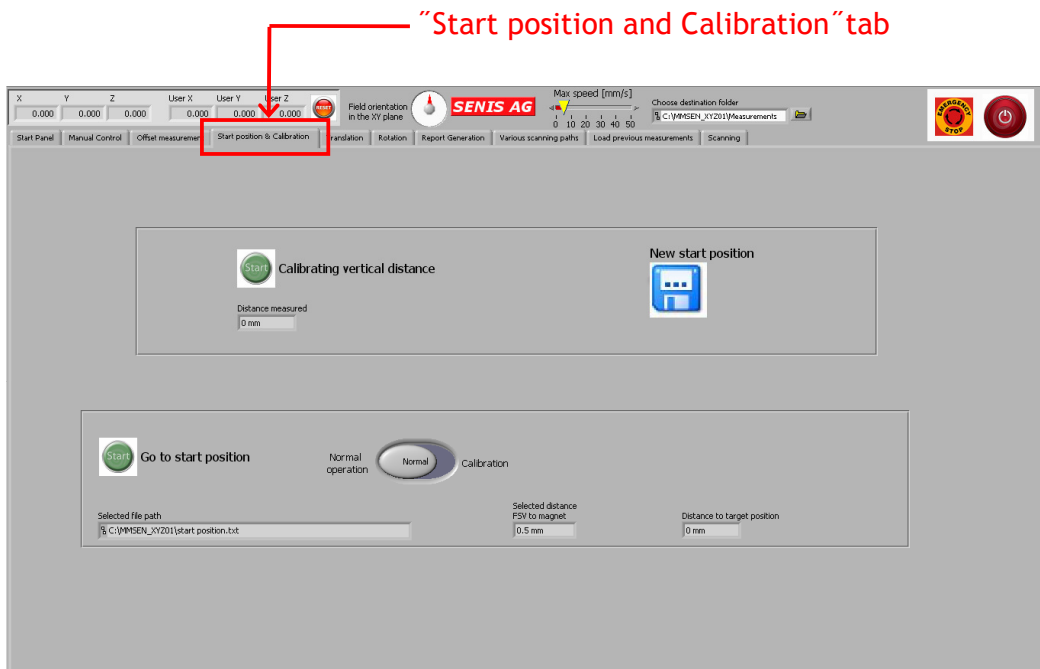 ˝Start position and Calibration˝tab
X Y Z User X User Y User Z
0.000 0.000 0.000 0.000 0.000 0.000
RESET
Field orientation
in the XY plane
SENIS AG
Max speed [mm/s]
0 10 20 30 40 50
Choose destination folder
C:\MMSEN_XYZ01\Measurements
EMERGENCY
STOP
Start Panel Manual Control Offset measuremen Start position & Calibration ranslation Rotation Report Generation Various scanning paths Load previous measurements Scanning
Start
Calibrating vertical distance
New start position
Distance measured
0 mm
Start
Go to start position
Normal
operation
Normal
Calibration
Selected file path
C:\MMSEN_XYZ01\start position.txt
Selected distance
FSV to magnet
0.5 mm
Distance to target position
0 mm